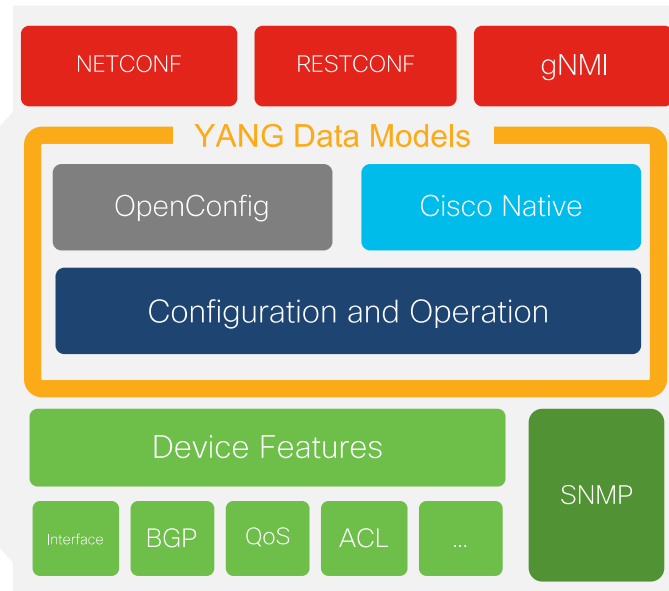 NETCONF
RESTCONF
gNMI
YANG Data Models
OpenConfig
Cisco Native
Configuration and Operation
Device Features
SNMP
Interface
BGP
QoS
ACL
...